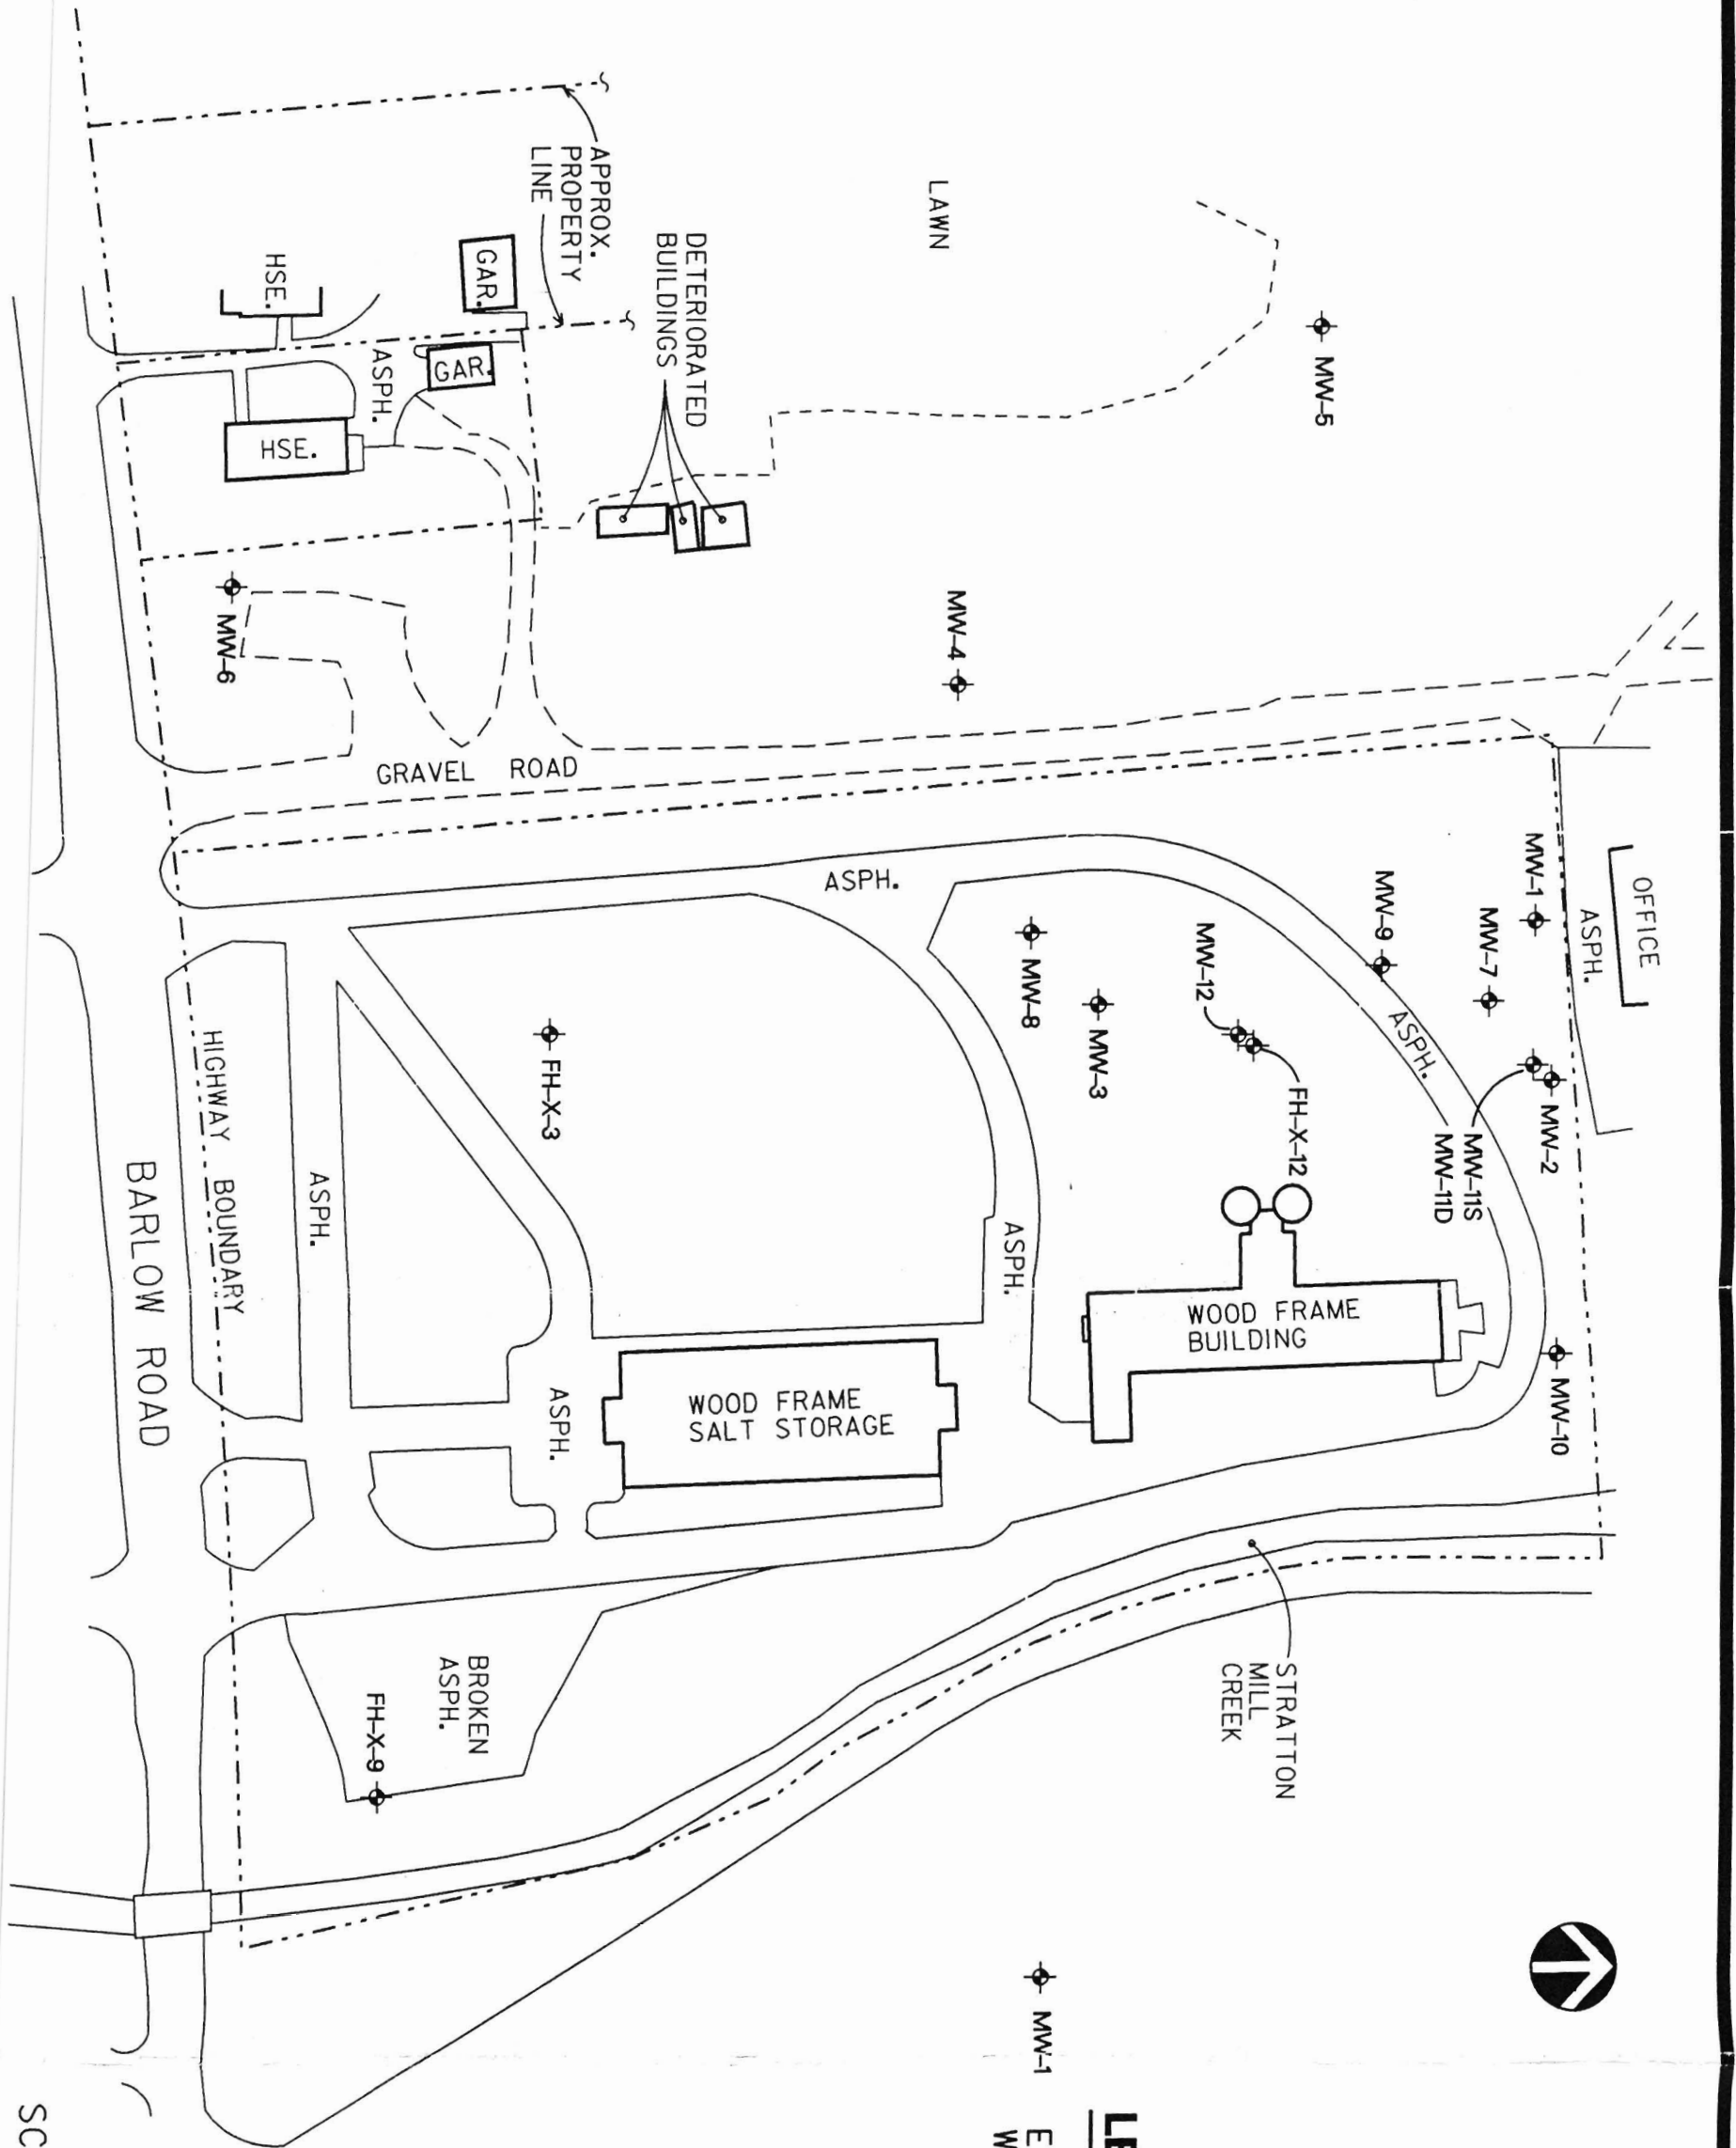 APPROX.
PROPERTY
LINE
LAWN
DETERIORATED
BUILDINGS
GAR.
HSE.
ASPH.
GAR.
HSE.
MW-5
MW-4
MW-6
GRAVEL ROAD
OFFICE
ASPH.
MW-1
MW-7
MW-9
MW-2
MW-11S
MW-11D
MW-12
FH-X-12
MW-8
MW-3
ASPH.
ASPH.
FH-X-3
ASPH.
WOOD FRAME
BUILDING
MW-10
WOOD FRAME
SALT STORAGE
ASPH.
ASPH.
HIGHWAY BOUNDARY
BARLOW ROAD
STRATTON
MILL
CREEK
BROKEN
ASPH.
FH-X-9
MW-1